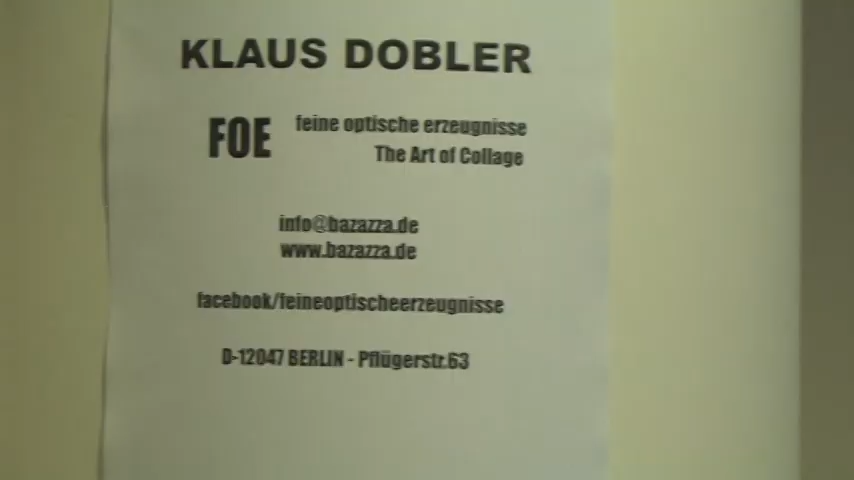 KLAUS DOBLER
FOE feine optische erzeugnisse
The Art of Collage
info@bazazza.de
www.bazazza.de
facebook/feineoptischeerzeugnisse
D-12047 BERLIN - Pflügerstr.63